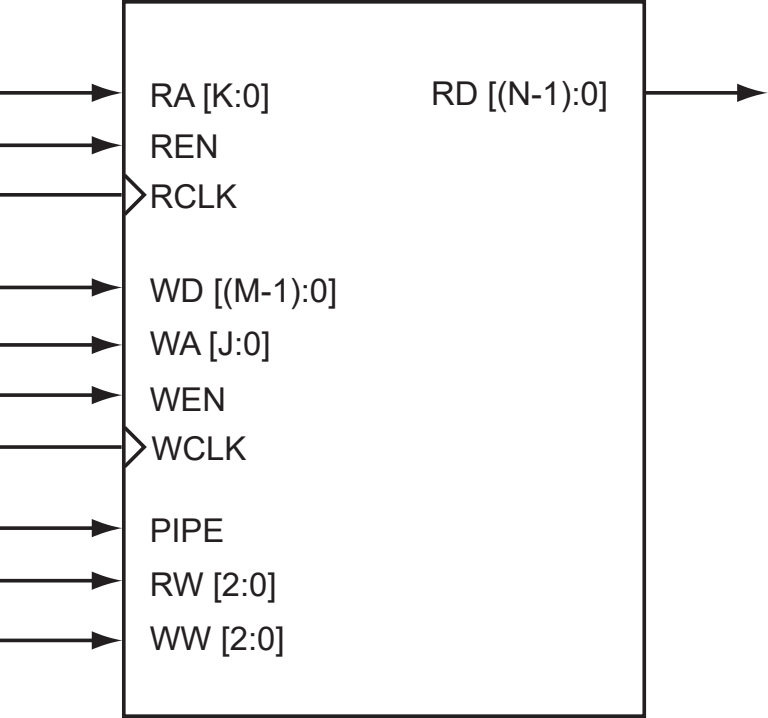 RA [K:0]
RD [(N-1):0]
REN
RCLK
WD [(M-1):0]
WA [J:0]
WEN
WCLK
PIPE
RW [2:0]
WW [2:0]